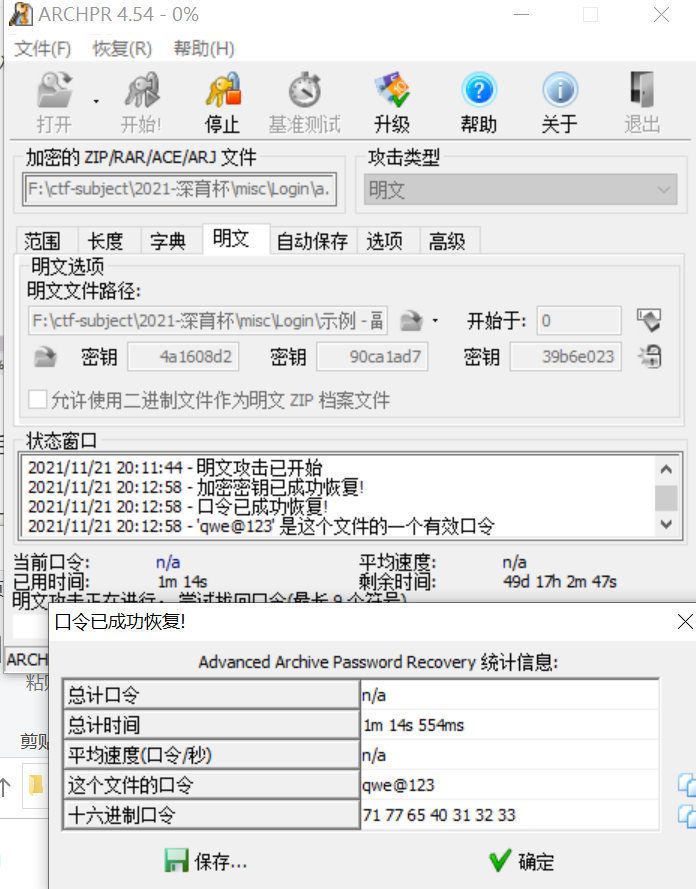 ARCHPR 4.54 - 0%
文件(F) 恢复(R) 帮助(H)
打开 开始! 停止 基准测试 升级 帮助 关于 退出
加密的 ZIP/RAR/ACE/ARJ 文件 攻击类型
F:\ctf-subject\2021-深育杯\misc\Login\a. 明文
范围 长度 字典 明文 自动保存 选项 高级
明文选项
明文文件路径:
F:\ctf-subject\2021-深育杯\misc\Login\示例 - 副 开始于: 0
密钥 4a1608d2 密钥 90ca1ad7 密钥 39b6e023
允许使用二进制文件作为明文 ZIP 档案文件
状态窗口
2021/11/21 20:11:44 - 明文攻击已开始
2021/11/21 20:12:58 - 加密密钥已成功恢复!
2021/11/21 20:12:58 - 口令已成功恢复!
2021/11/21 20:12:58 - 'qwe@123' 是这个文件的一个有效口令
当前口令: n/a 平均速度: n/a
已用时间: 1m 14s 剩余时间: 49d 17h 2m 47s
明文攻击正在进行，尝试找回口令(最长 9 个符号)
口令已成功恢复!
ARCH
Advanced Archive Password Recovery 统计信息:
粘贴
总计口令 n/a
总计时间 1m 14s 554ms
剪贴
平均速度(口令/秒) n/a
这个文件的口令 qwe@123
十六进制口令 71 77 65 40 31 32 33
保存... 确定